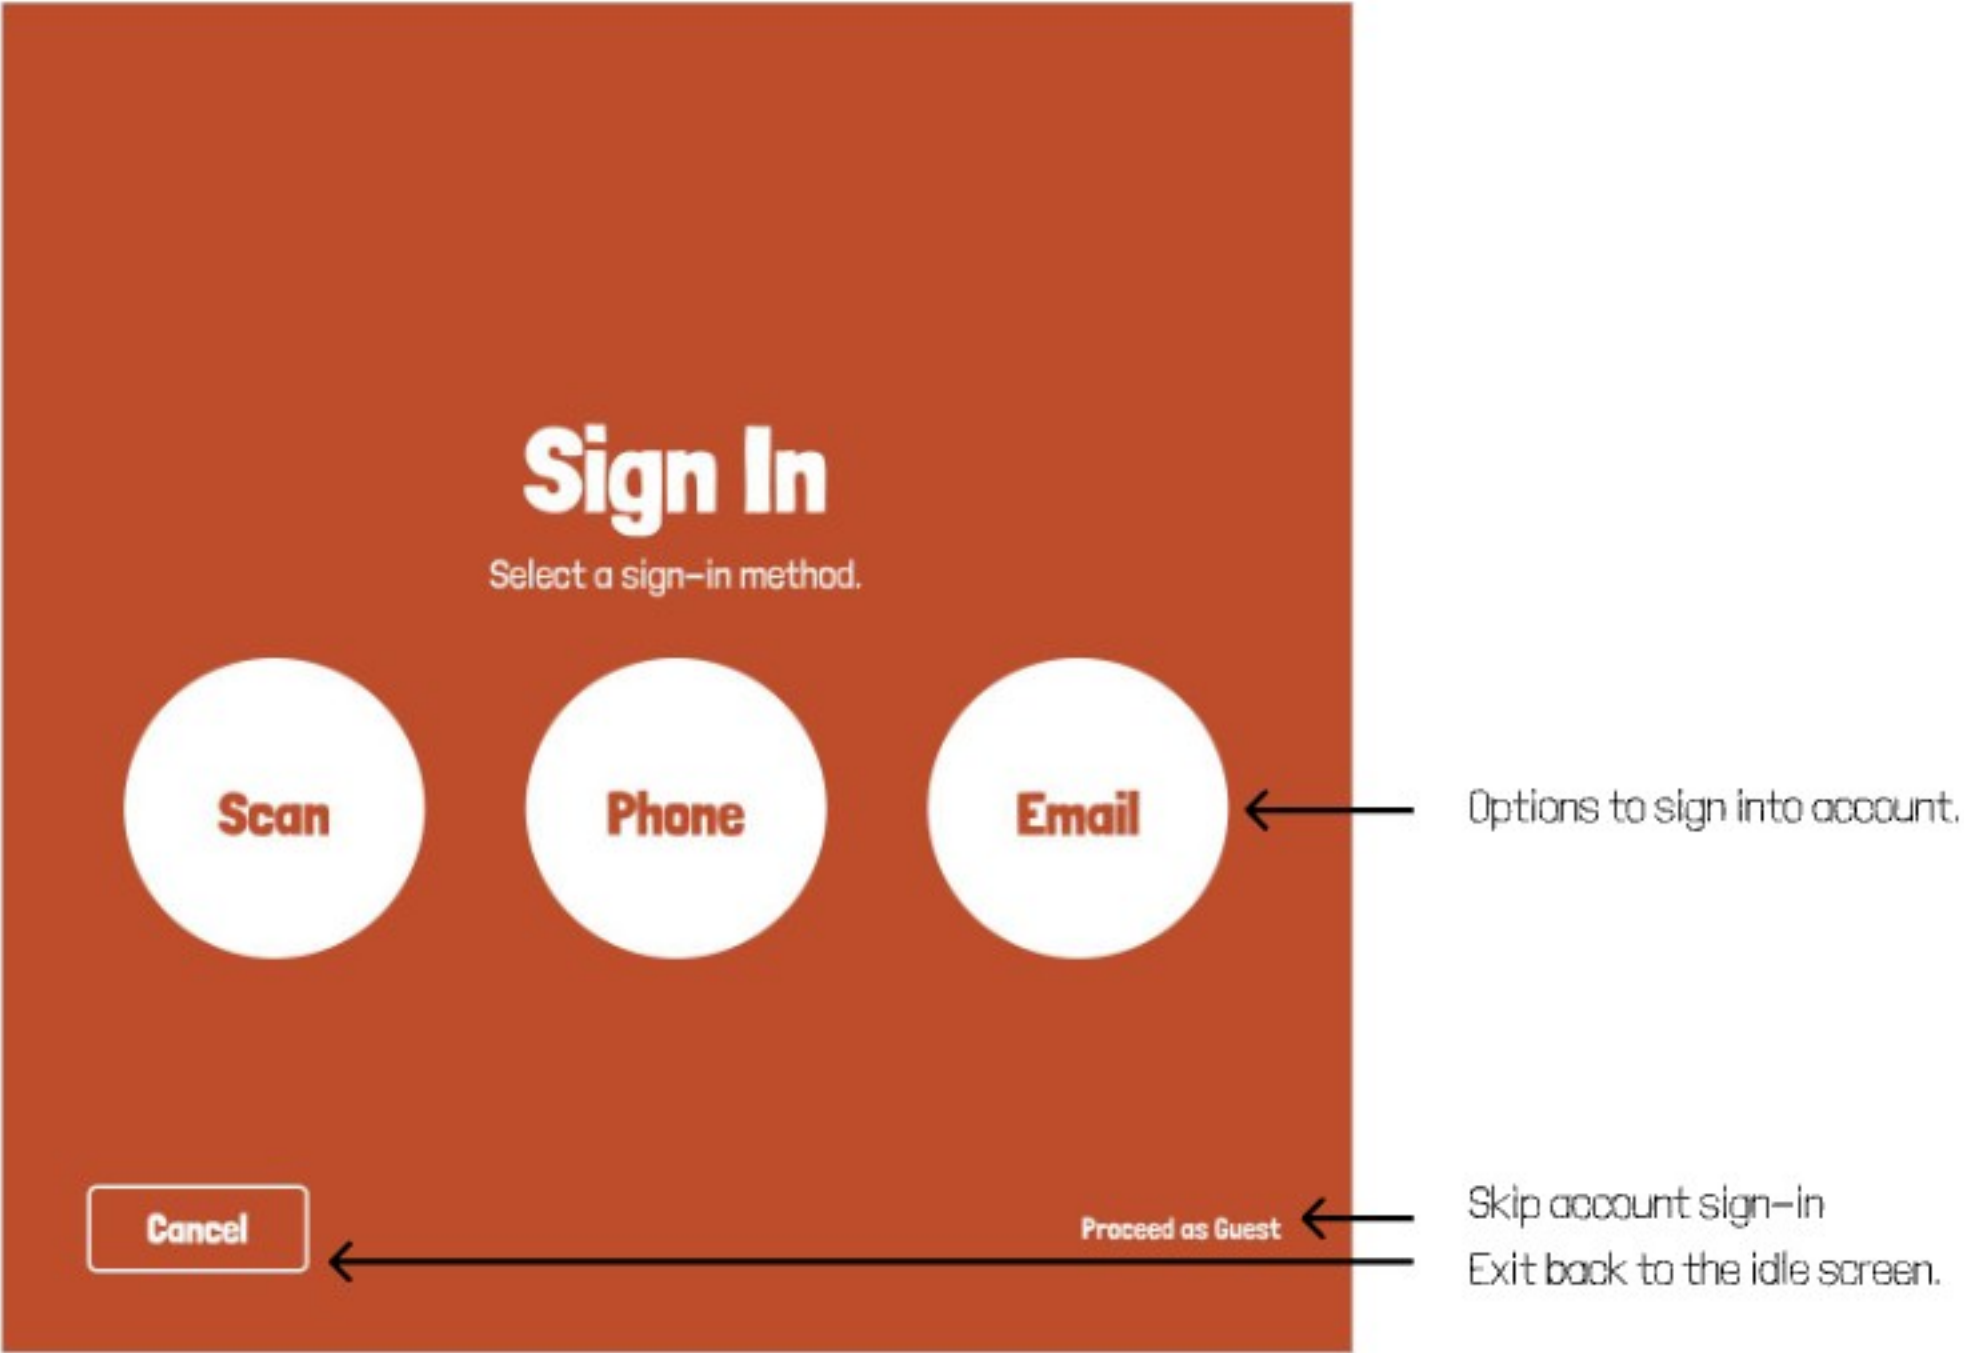 Sign In
Select a sign-in method.
Scan
Phone
Email
Options to sign into account.
Cancel
Proceed as Guest
Skip account sign-in
Exit back to the idle screen.